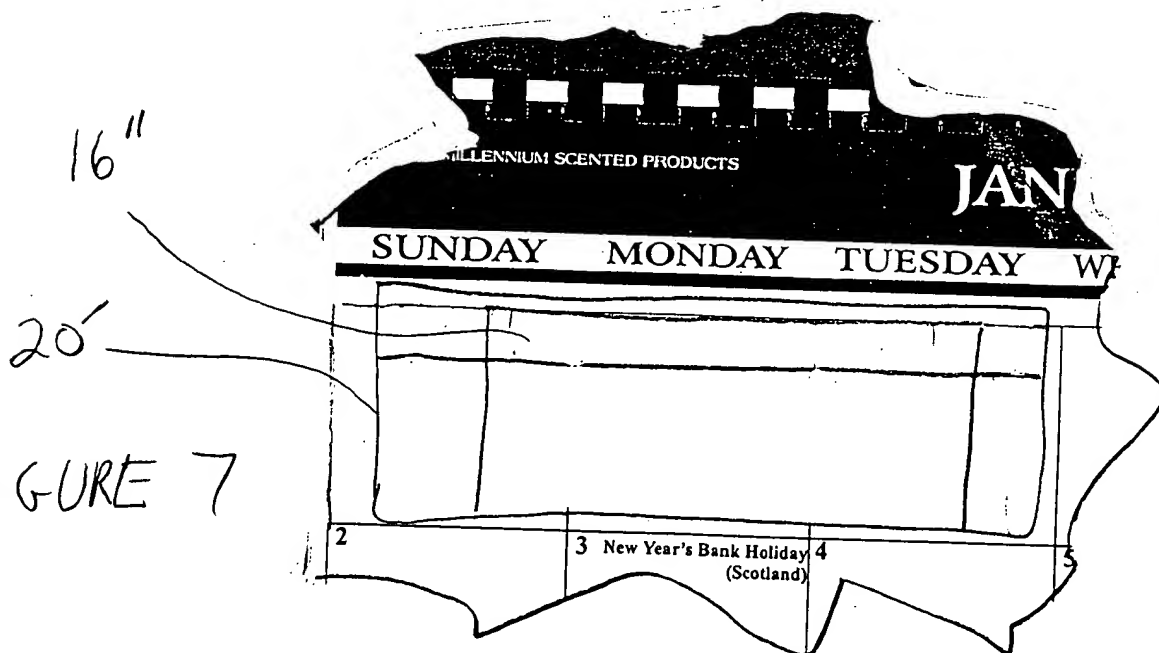 16"
MILLENNIUM SCENTED PRODUCTS
JAN
SUNDAY MONDAY TUESDAY WE
20'
GURE 7
2
3 New Year's Bank Holiday 4 5
(Scotland)